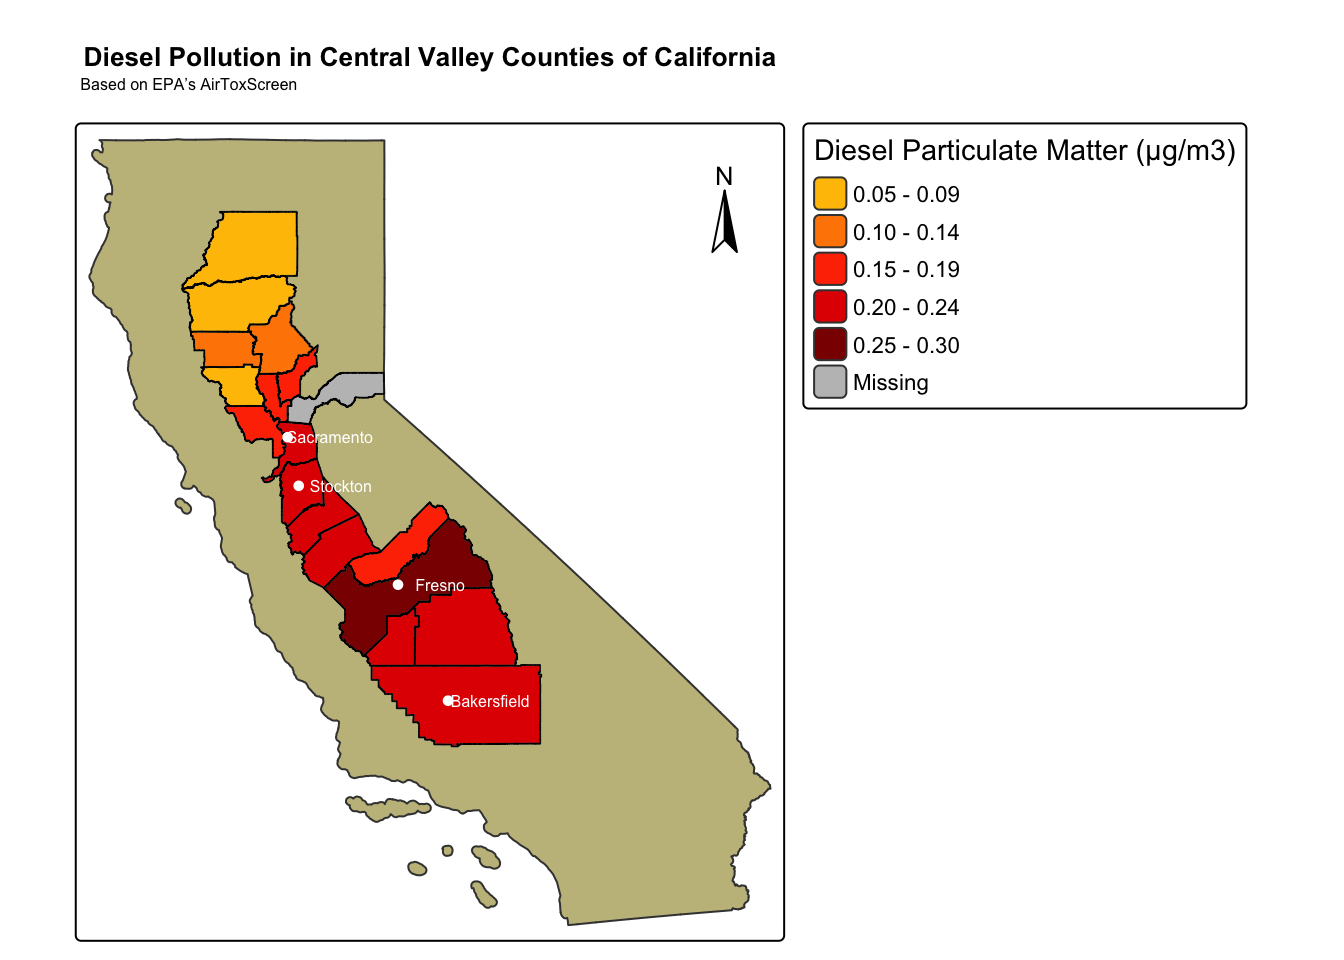 Diesel Pollution in Central Valley Counties of California
Based on EPA's AirToxScreen
N
Sacramento
Stockton
Fresno
Bakersfield
Diesel Particulate Matter (µg/m3)
0.05 - 0.09
0.10 - 0.14
0.15 - 0.19
0.20 - 0.24
0.25 - 0.30
Missing